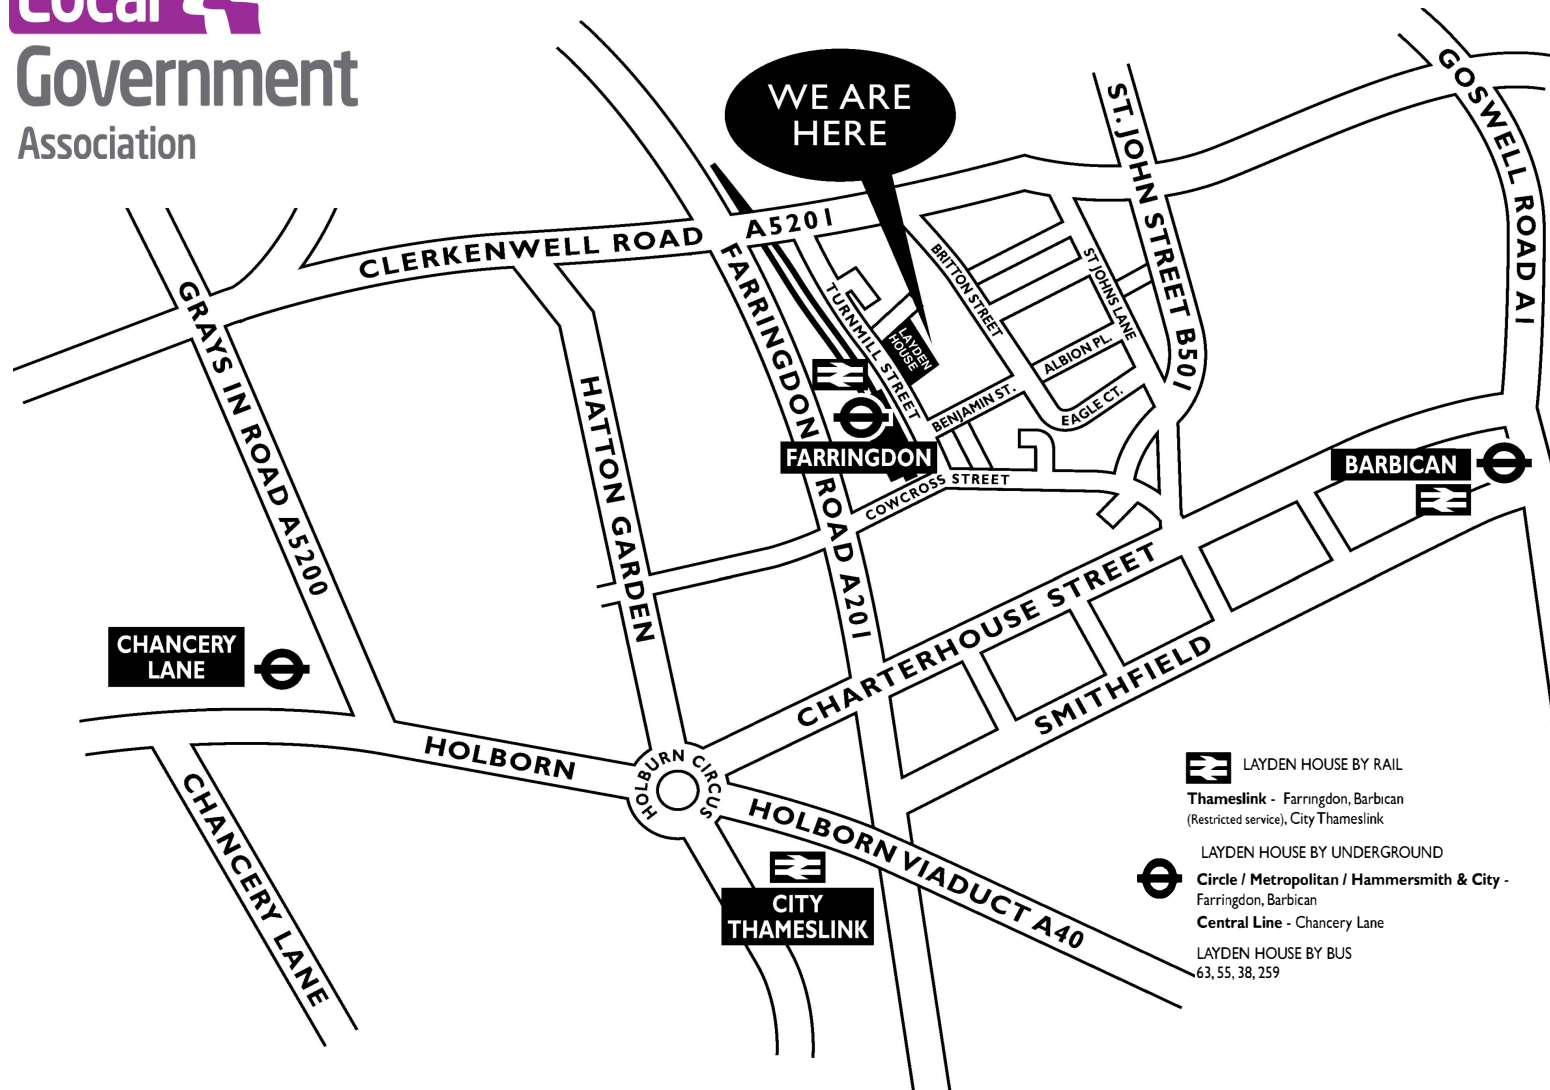 Local
Government
Association
WE ARE
HERE
ST. JOHN STREET B501
GOSWELL ROAD A1
CLERKENWELL ROAD
A5201
GRAYS IN ROAD A5200
HATTON GARDEN
FARRINGDON ROAD A201
TURNMILL STREET
LAYDEN
HOUSE
BRITTON STREET
ST JOHNS LANE
ALBION PL.
BENJAMIN ST.
EAGLE CT.
FARRINGDON
COWCROSS STREET
BARBICAN
CHARTERHOUSE STREET
SMITHFIELD
CHANCERY
LANE
HOLBORN
HOLBURN CIRCUS
HOLBORN VIADUCT A40
CHANCERY LANE
CITY
THAMESLINK
LAYDEN HOUSE BY RAIL
Thameslink - Farringdon, Barbican
(Restricted service), City Thameslink
LAYDEN HOUSE BY UNDERGROUND
Circle / Metropolitan / Hammersmith & City -
Farringdon, Barbican
Central Line - Chancery Lane
LAYDEN HOUSE BY BUS
63, 55, 38, 259